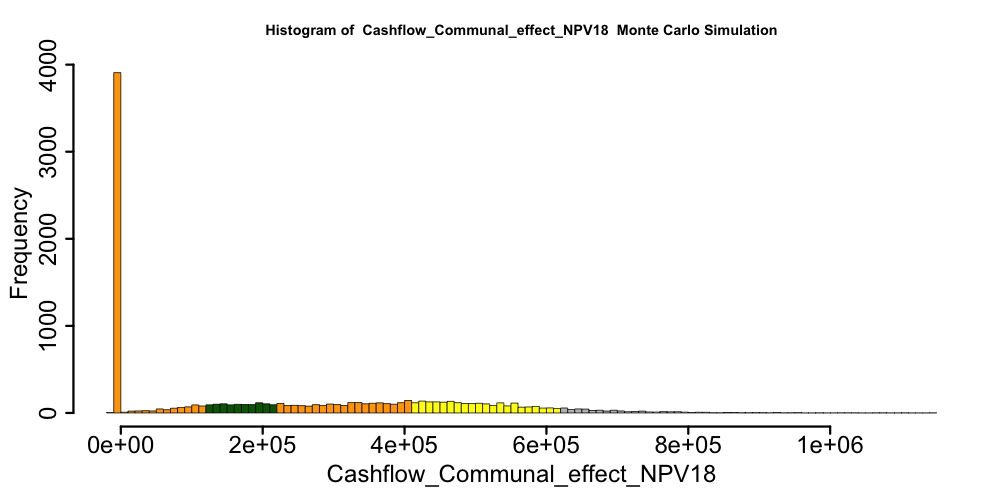 Histogram of  Cashflow_Communal_effect_NPV18  Monte Carlo Simulation
Frequency
4000
3000
2000
1000
0
0e+00 2e+05 4e+05 6e+05 8e+05 1e+06
Cashflow_Communal_effect_NPV18